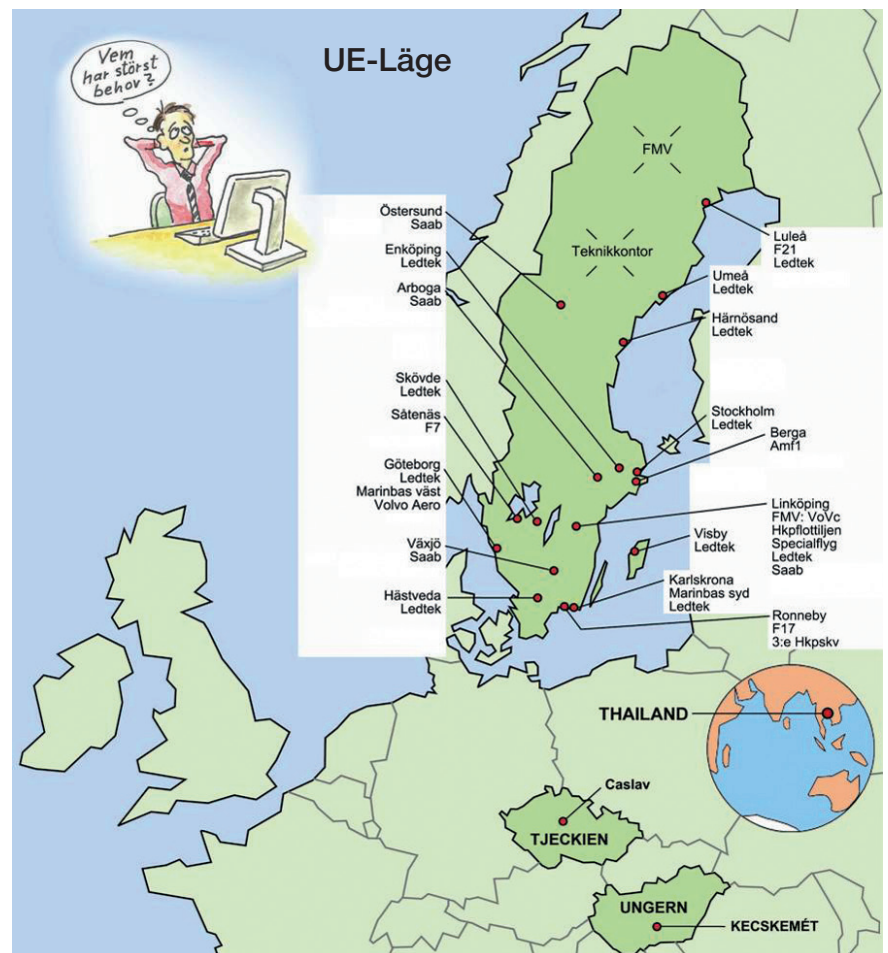 UE-Läge
Vem
har störst
behov?
FMV
Teknikkontor
Östersund
Saab
Enköping
Ledtek
Arboga
Saab
Skövde
Ledtek
Såtenäs
F7
Göteborg
Ledtek
Marinbas väst
Volvo Aero
Växjö
Saab
Hästveda
Ledtek
Luleå
F21
Ledtek
Umeå
Ledtek
Härnösand
Ledtek
Stockholm
Ledtek
Berga
Amf1
Linköping
FMV: VoVc
Hkpflottiljen
Specialflyg
Ledtek
Saab
Visby
Ledtek
Karlskrona
Marinbas syd
Ledtek
Ronneby
F17
3:e Hkpskv
THAILAND
Caslav
TJECKIEN
UNGERN
KECSKEMÉT